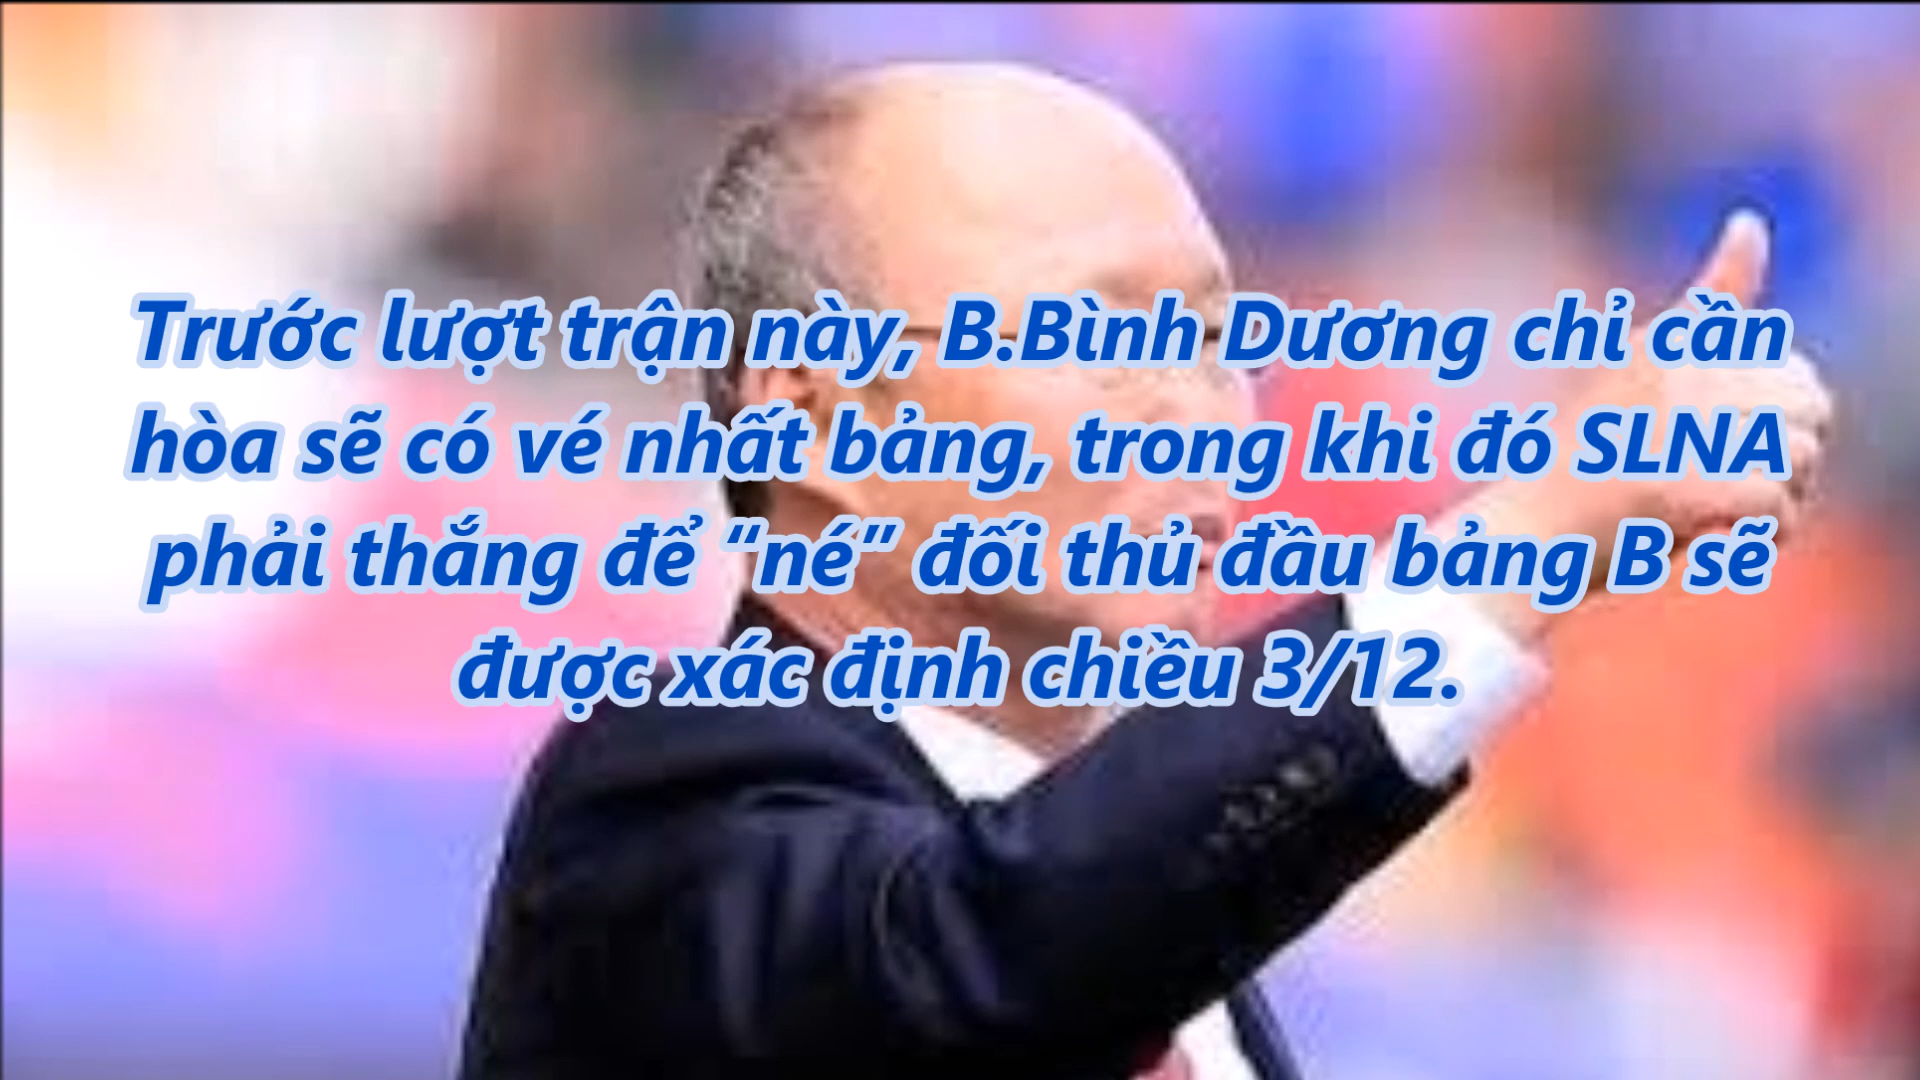 Trước lượt trận này, B.Bình Dương chỉ cần
hòa sẽ có vé nhất bảng, trong khi đó SLNA
phải thắng để “né” đối thủ đầu bảng B sẽ
được xác định chiều 3/12.